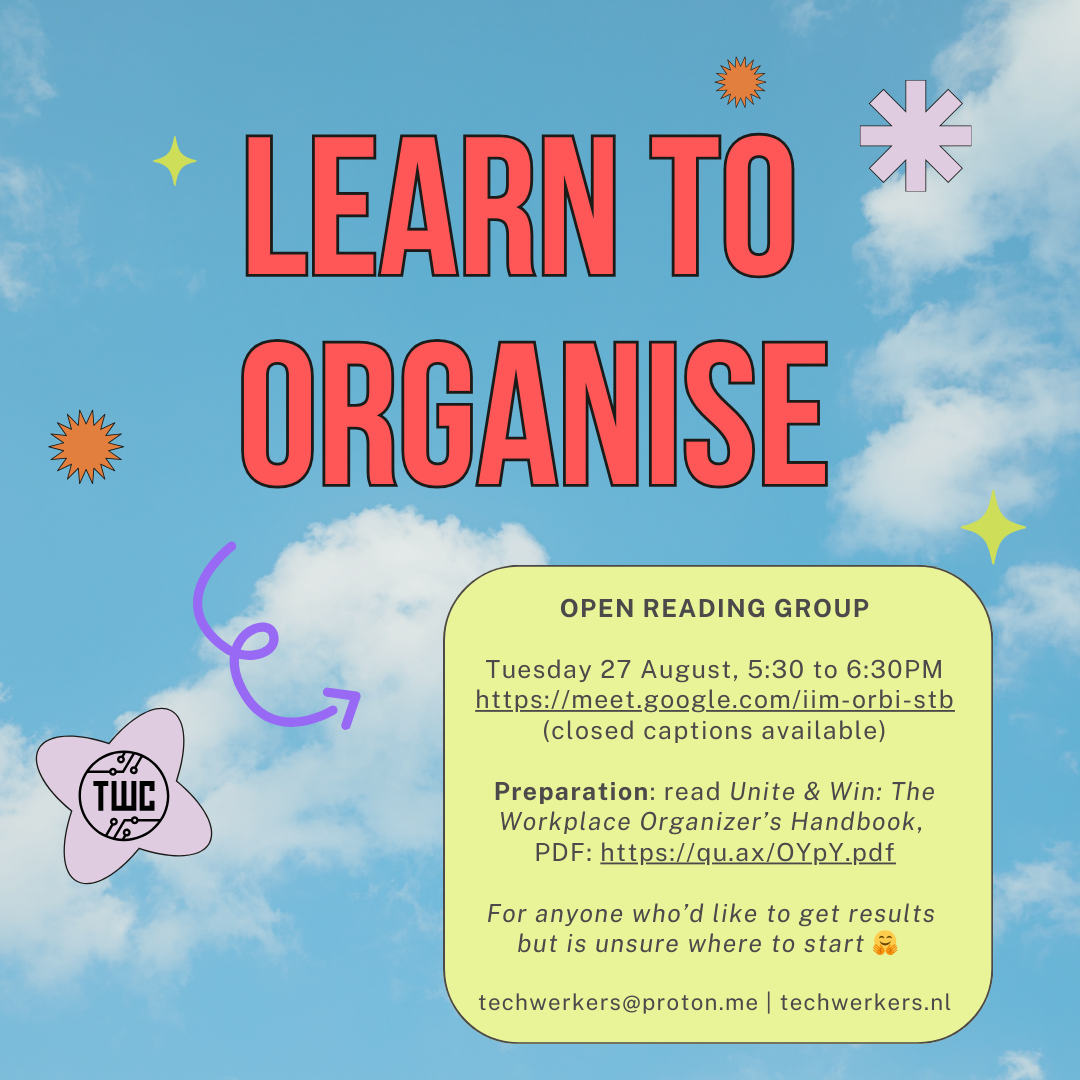 LEARN TO
ORGANISE
OPEN READING GROUP
Tuesday 27 August, 5:30 to 6:30PM
https://meet.google.com/iim-orbi-stb
(closed captions available)
Preparation: read Unite & Win: The
Workplace Organizer’s Handbook,
PDF: https://qu.ax/OYpY.pdf
For anyone who’d like to get results
but is unsure where to start 🤗
techwerkers@proton.me | techwerkers.nl
TWC